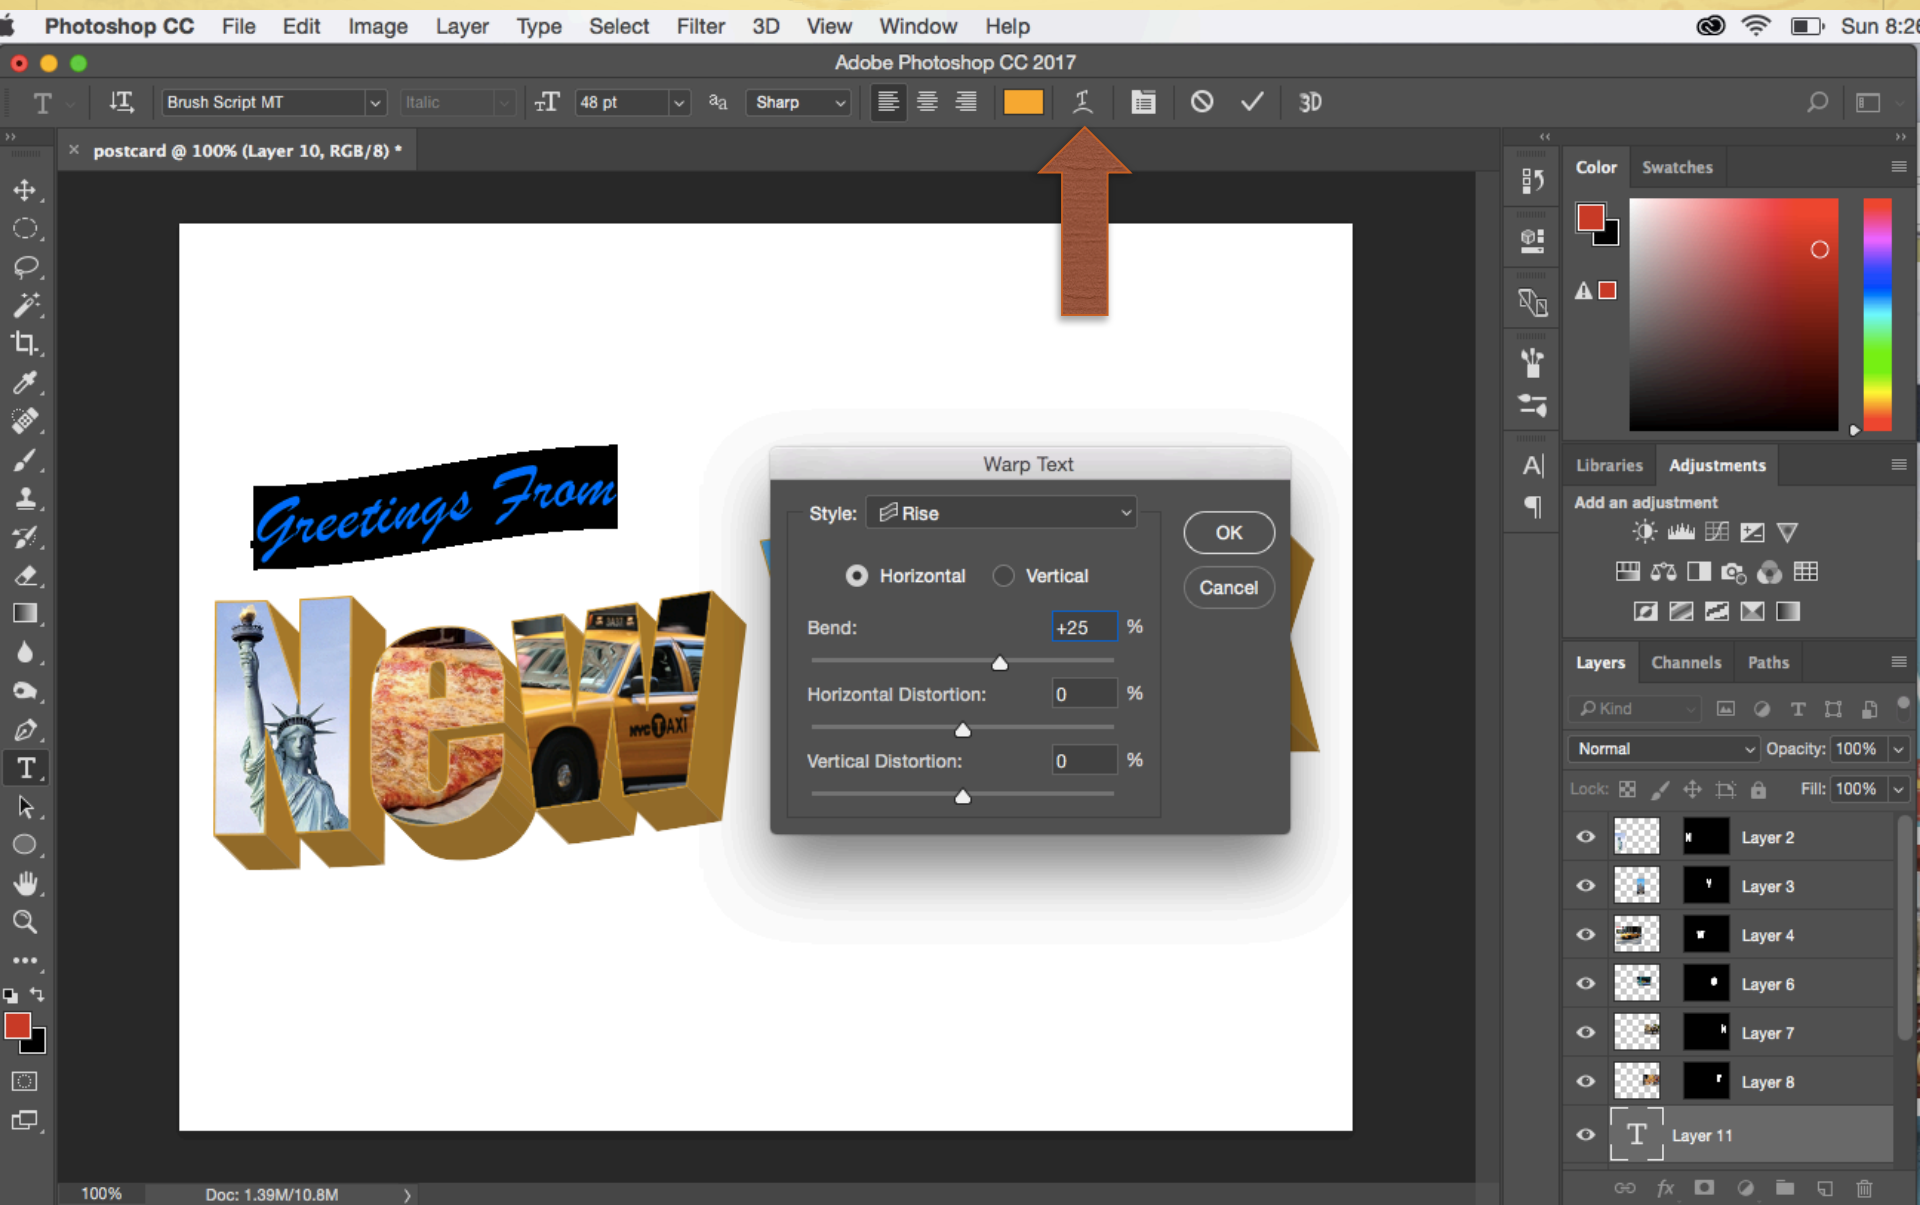 Photoshop CC File Edit Image Layer Type Select Filter 3D View Window Help Sun 8:26
Adobe Photoshop CC 2017
T Brush Script MT Italic 48 pt aa Sharp 3D
× postcard @ 100% (Layer 10, RGB/8) *
Color Swatches
Greetings From
New
3A37
NYC TAXI
Warp Text
Style: Rise
OK
Horizontal Vertical
Cancel
Bend: +25 %
Horizontal Distortion: 0 %
Vertical Distortion: 0 %
Libraries Adjustments
Add an adjustment
Layers Channels Paths
Kind
Normal Opacity: 100%
Lock: Fill: 100%
N Layer 2
Y Layer 3
W Layer 4
Layer 6
Layer 7
r Layer 8
T Layer 11
fx
100% Doc: 1.39M/10.8M